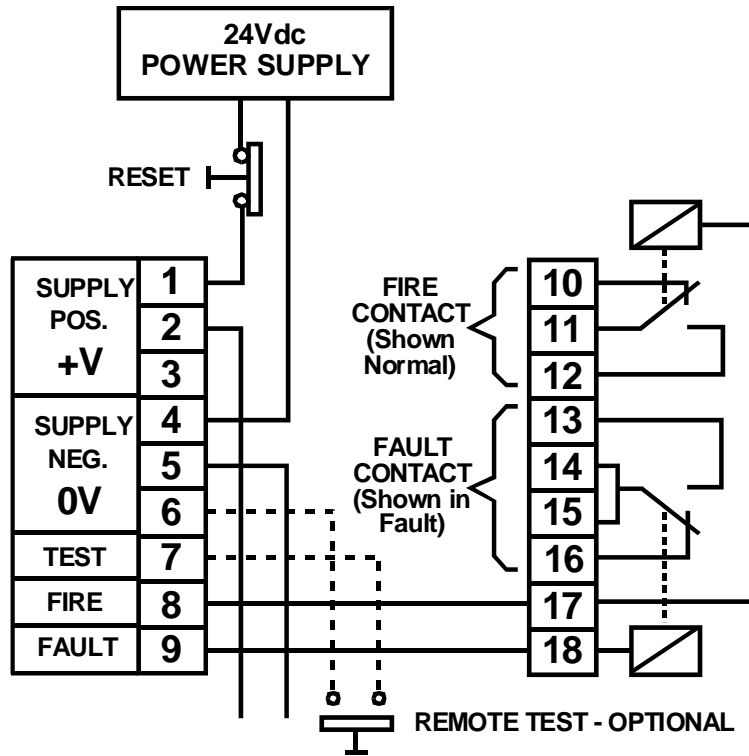 24Vdc
POWER SUPPLY
RESET
SUPPLY
POS.
+V
1
2
3
SUPPLY
NEG.
0V
4
5
6
TEST
7
FIRE
8
FAULT
9
FIRE
CONTACT
(Shown
Normal)
10
11
12
FAULT
CONTACT
(Shown in
Fault)
13
14
15
16
17
18
REMOTE TEST - OPTIONAL